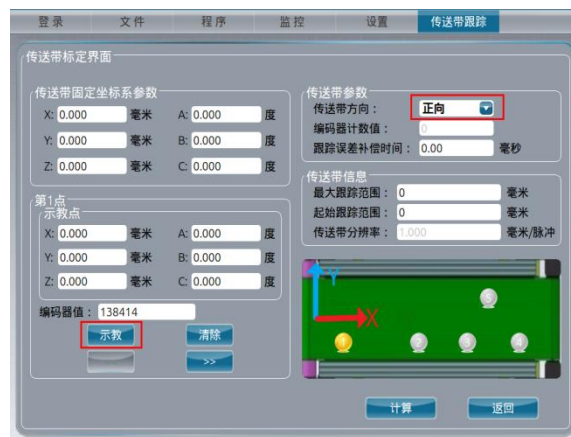 登录 文件 程序 监控 设置 传送带跟踪
传送带标定界面
传送带固定坐标系参数
X: 0.000 毫米 A: 0.000 度
Y: 0.000 毫米 B: 0.000 度
Z: 0.000 毫米 C: 0.000 度
第1点
示教点
X: 0.000 毫米 A: 0.000 度
Y: 0.000 毫米 B: 0.000 度
Z: 0.000 毫米 C: 0.000 度
编码器值： 138414
示教 清除
>>
传送带参数
传送带方向： 正向
编码器计数值： 0
跟踪误差补偿时间： 0.00 毫秒
传送带信息
最大跟踪范围： 0 毫米
起始跟踪范围： 0 毫米
传送带分辨率： 1.000 毫米/脉冲
Y
X
5
1 2 3 4
计算 返回